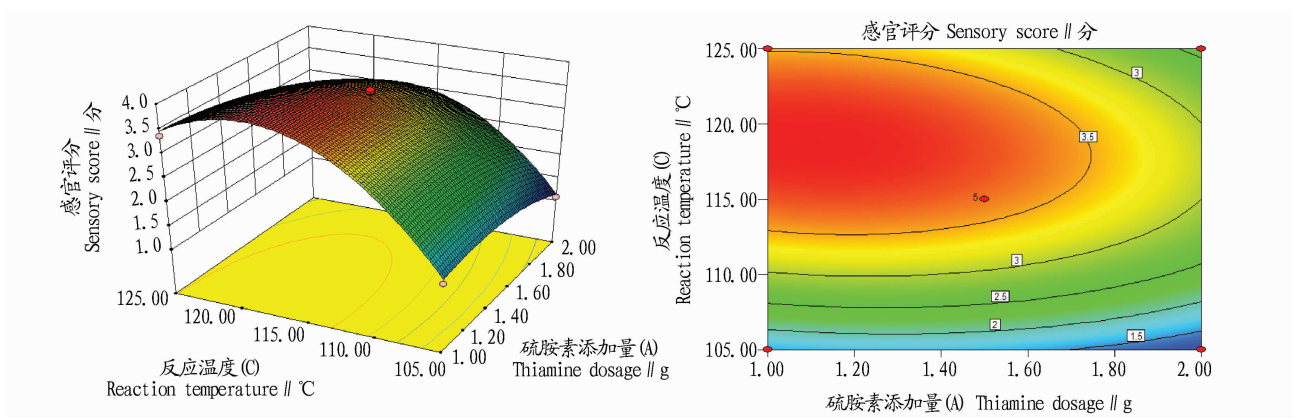 4.0
3.5
3.0
2.5
2.0
1.5
1.0
感官评分
Sensory score∥分
125.00
120.00
115.00
110.00
105.00
反应温度(C)
Reaction temperature∥℃
2.00
1.80
1.60
1.40
1.20
1.00
硫胺素添加量(A)
Thiamine dosage∥g
感官评分 Sensory score∥分
125.00
120.00
115.00
110.00
105.00
反应温度(C)
Reaction temperature∥℃
3
3.5
5
3
2.5
2
1.5
1.00 1.20 1.40 1.60 1.80 2.00
硫胺素添加量(A) Thiamine dosage∥g